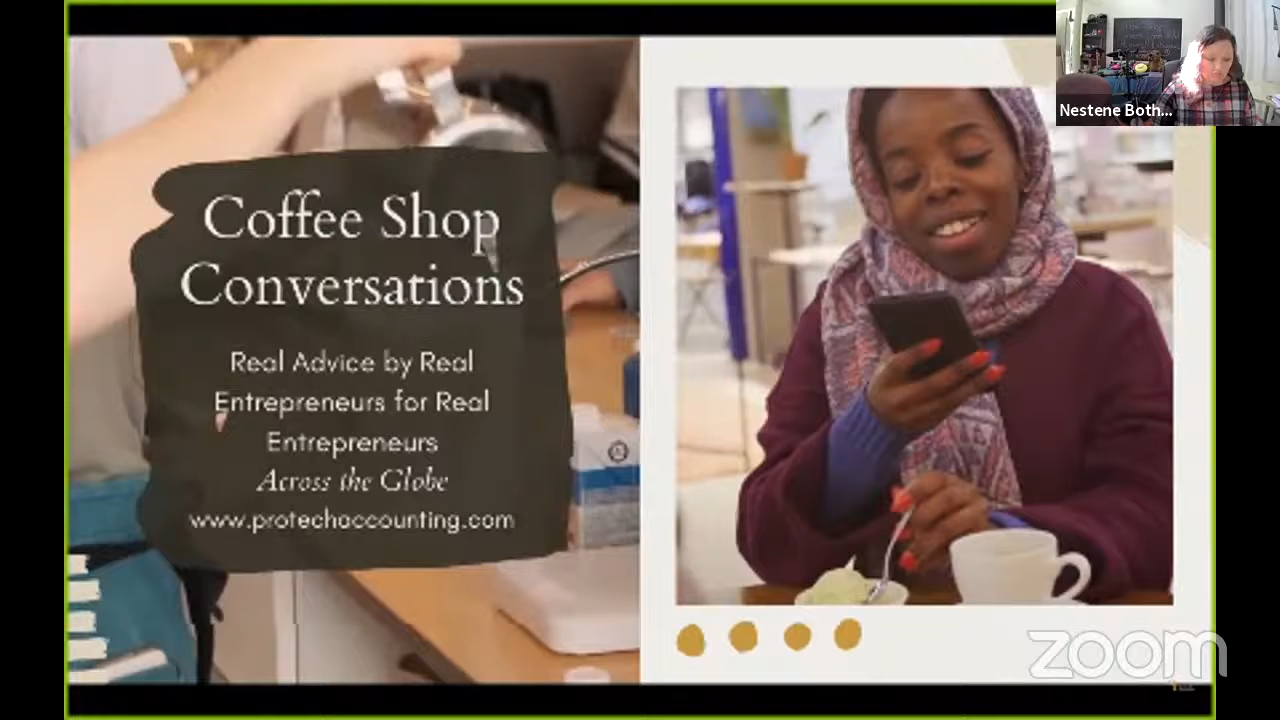 Coffee Shop
Conversations
Real Advice by Real
Entrepreneurs for Real
Entrepreneurs
Across the Globe
www.protechaccounting.com
Nestene Both...
zoom